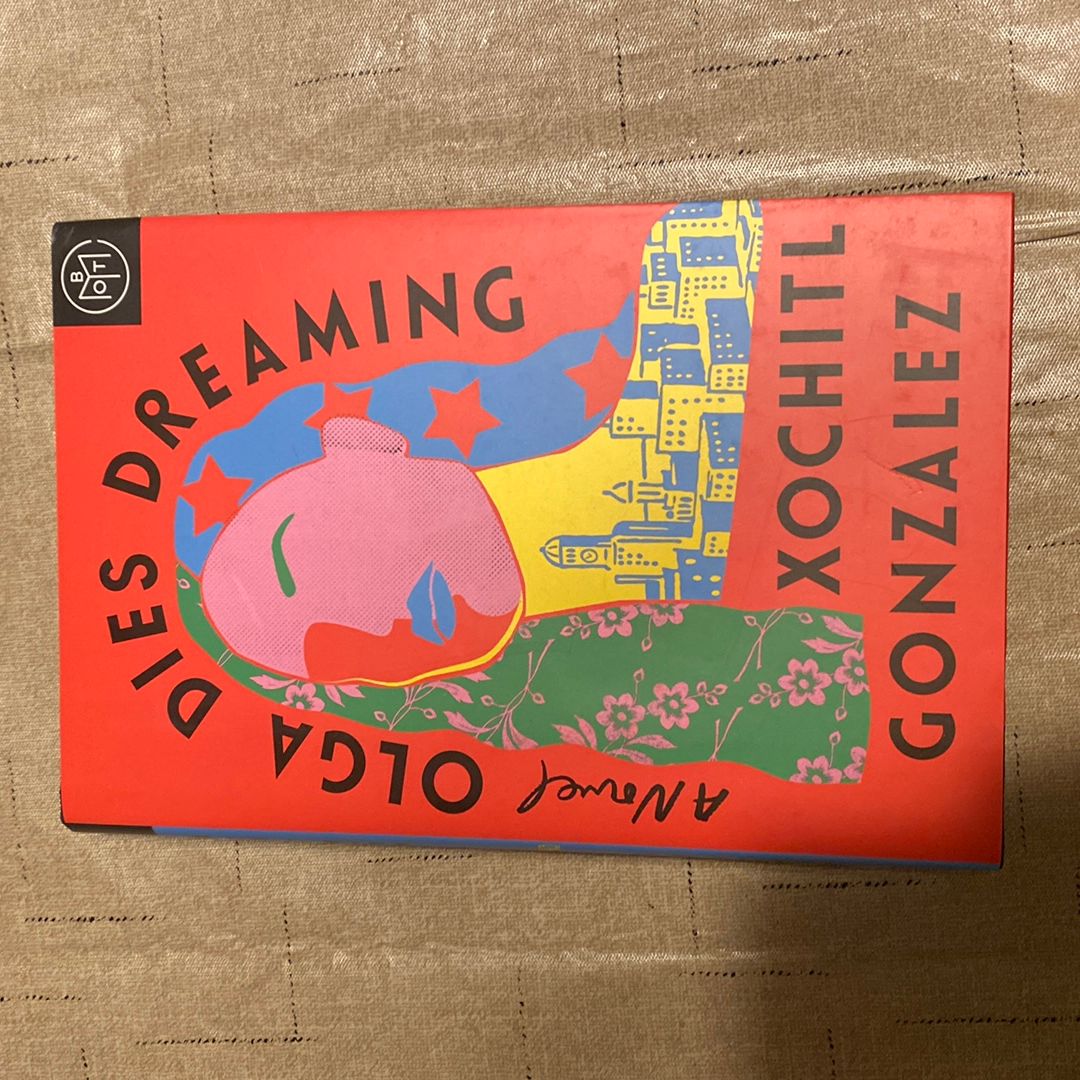 OLGA DIES DREAMING
A Novel
XOCHITL
GONZALEZ
BOTM